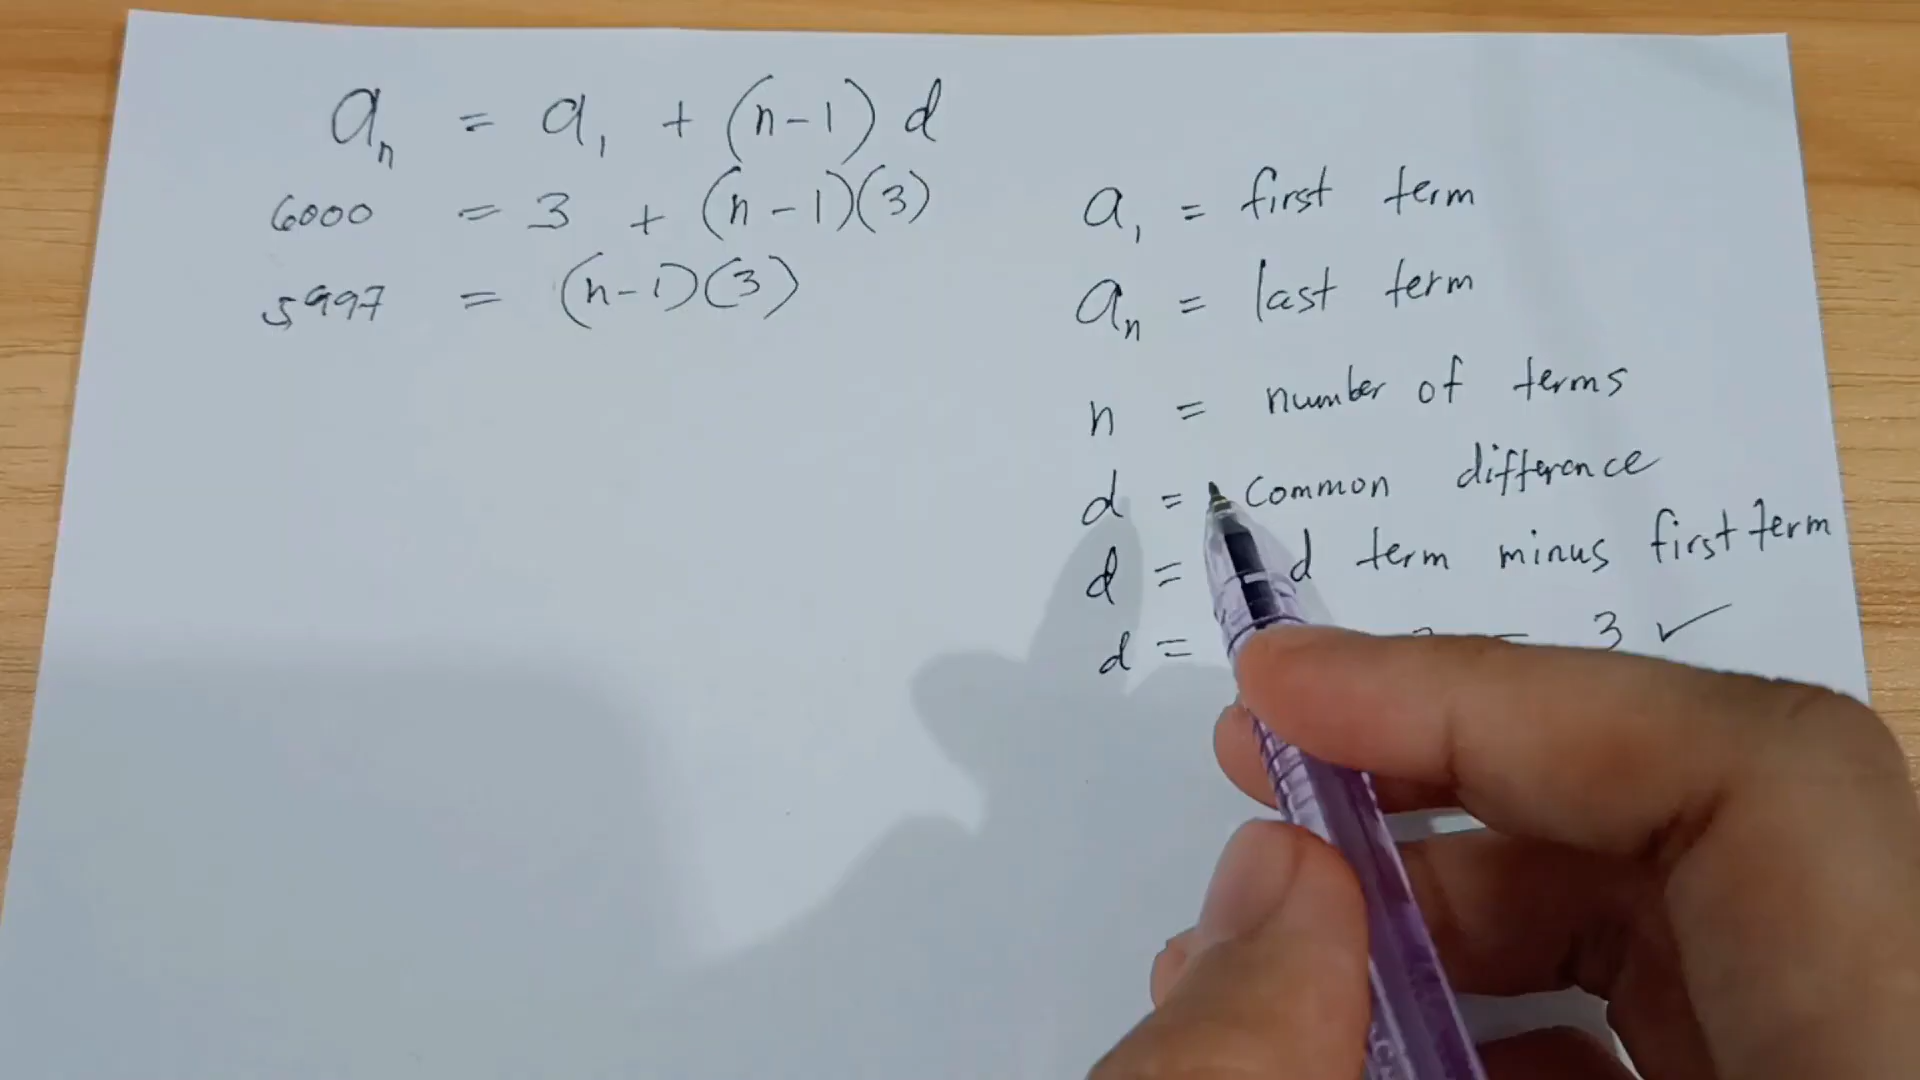 aₙ = a₁ + (n-1) d
6000 = 3 + (n-1)(3)
5997 = (n-1)(3)
a₁ = first term
aₙ = last term
n = number of terms
d = common difference
d = d term minus first term
d = = 3 ✓